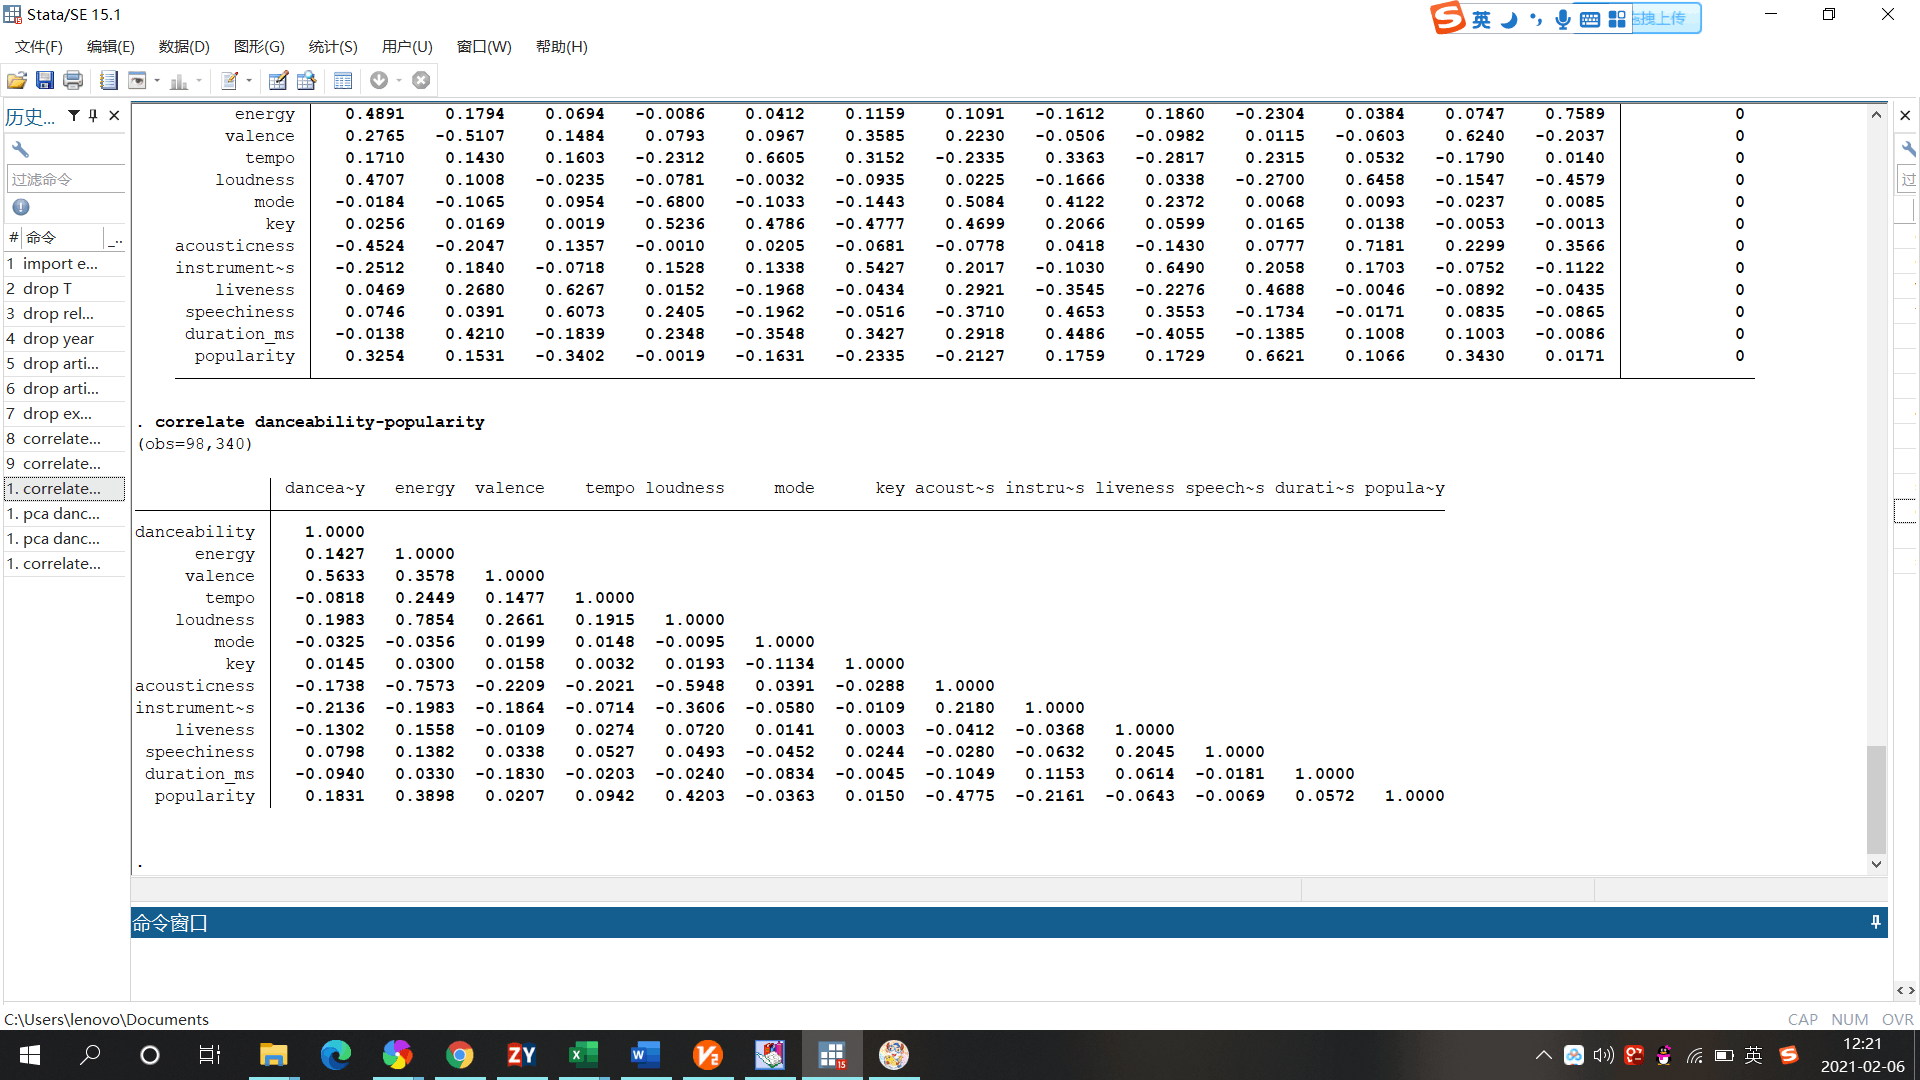 Stata/SE 15.1
英 拖拽上传
文件(F) 编辑(E) 数据(D) 图形(G) 统计(S) 用户(U) 窗口(W) 帮助(H)
历史...
过滤命令
# 命令 _..
1 import e...
2 drop T
3 drop rel...
4 drop year
5 drop arti...
6 drop arti...
7 drop ex...
8 correlate...
9 correlate...
1. correlate...
1. pca danc...
1. pca danc...
1. correlate...
energy 0.4891 0.1794 0.0694 -0.0086 0.0412 0.1159 0.1091 -0.1612 0.1860 -0.2304 0.0384 0.0747 0.7589 0
valence 0.2765 -0.5107 0.1484 0.0793 0.0967 0.3585 0.2230 -0.0506 -0.0982 0.0115 -0.0603 0.6240 -0.2037 0
tempo 0.1710 0.1430 0.1603 -0.2312 0.6605 0.3152 -0.2335 0.3363 -0.2817 0.2315 0.0532 -0.1790 0.0140 0
loudness 0.4707 0.1008 -0.0235 -0.0781 -0.0032 -0.0935 0.0225 -0.1666 0.0338 -0.2700 0.6458 -0.1547 -0.4579 0
mode -0.0184 -0.1065 0.0954 -0.6800 -0.1033 -0.1443 0.5084 0.4122 0.2372 0.0068 0.0093 -0.0237 0.0085 0
key 0.0256 0.0169 0.0019 0.5236 0.4786 -0.4777 0.4699 0.2066 0.0599 0.0165 0.0138 -0.0053 -0.0013 0
acousticness -0.4524 -0.2047 0.1357 -0.0010 0.0205 -0.0681 -0.0778 0.0418 -0.1430 0.0777 0.7181 0.2299 0.3566 0
instrument~s -0.2512 0.1840 -0.0718 0.1528 0.1338 0.5427 0.2017 -0.1030 0.6490 0.2058 0.1703 -0.0752 -0.1122 0
liveness 0.0469 0.2680 0.6267 0.0152 -0.1968 -0.0434 0.2921 -0.3545 -0.2276 0.4688 -0.0046 -0.0892 -0.0435 0
speechiness 0.0746 0.0391 0.6073 0.2405 -0.1962 -0.0516 -0.3710 0.4653 0.3553 -0.1734 -0.0171 0.0835 -0.0865 0
duration_ms -0.0138 0.4210 -0.1839 0.2348 -0.3548 0.3427 0.2918 0.4486 -0.4055 -0.1385 0.1008 0.1003 -0.0086 0
popularity 0.3254 0.1531 -0.3402 -0.0019 -0.1631 -0.2335 -0.2127 0.1759 0.1729 0.6621 0.1066 0.3430 0.0171 0
. correlate danceability-popularity
(obs=98,340)
dancea~y energy valence tempo loudness mode key acoust~s instru~s liveness speech~s durati~s popula~y
danceability 1.0000
energy 0.1427 1.0000
valence 0.5633 0.3578 1.0000
tempo -0.0818 0.2449 0.1477 1.0000
loudness 0.1983 0.7854 0.2661 0.1915 1.0000
mode -0.0325 -0.0356 0.0199 0.0148 -0.0095 1.0000
key 0.0145 0.0300 0.0158 0.0032 0.0193 -0.1134 1.0000
acousticness -0.1738 -0.7573 -0.2209 -0.2021 -0.5948 0.0391 -0.0288 1.0000
instrument~s -0.2136 -0.1983 -0.1864 -0.0714 -0.3606 -0.0580 -0.0109 0.2180 1.0000
liveness -0.1302 0.1558 -0.0109 0.0274 0.0720 0.0141 0.0003 -0.0412 -0.0368 1.0000
speechiness 0.0798 0.1382 0.0338 0.0527 0.0493 -0.0452 0.0244 -0.0280 -0.0632 0.2045 1.0000
duration_ms -0.0940 0.0330 -0.1830 -0.0203 -0.0240 -0.0834 -0.0045 -0.1049 0.1153 0.0614 -0.0181 1.0000
popularity 0.1831 0.3898 0.0207 0.0942 0.4203 -0.0363 0.0150 -0.4775 -0.2161 -0.0643 -0.0069 0.0572 1.0000
.
过
命令窗口
C:\Users\lenovo\Documents
CAP NUM OVR
ZY
英
12:21
2021-02-06